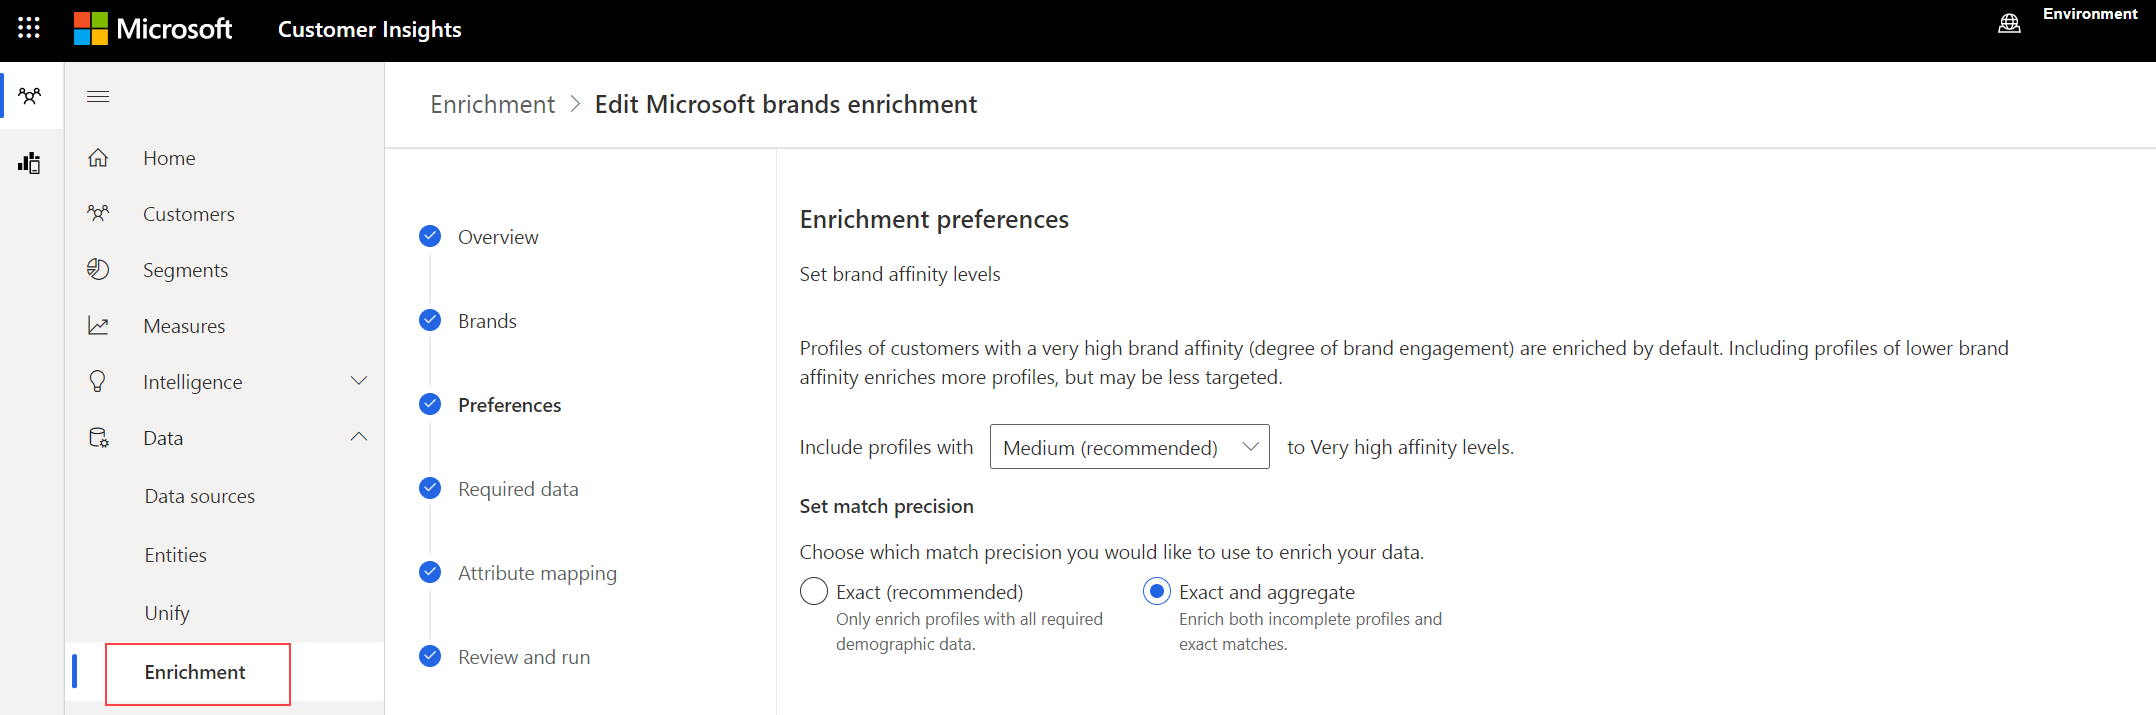 Microsoft
Customer Insights
Environment
Home
Customers
Segments
Measures
Intelligence
Data
Data sources
Entities
Unify
Enrichment
Enrichment > Edit Microsoft brands enrichment
Overview
Brands
Preferences
Required data
Attribute mapping
Review and run
Enrichment preferences
Set brand affinity levels
Profiles of customers with a very high brand affinity (degree of brand engagement) are enriched by default. Including profiles of lower brand
affinity enriches more profiles, but may be less targeted.
Include profiles with Medium (recommended) to Very high affinity levels.
Set match precision
Choose which match precision you would like to use to enrich your data.
Exact (recommended)
Only enrich profiles with all required
demographic data.
Exact and aggregate
Enrich both incomplete profiles and
exact matches.